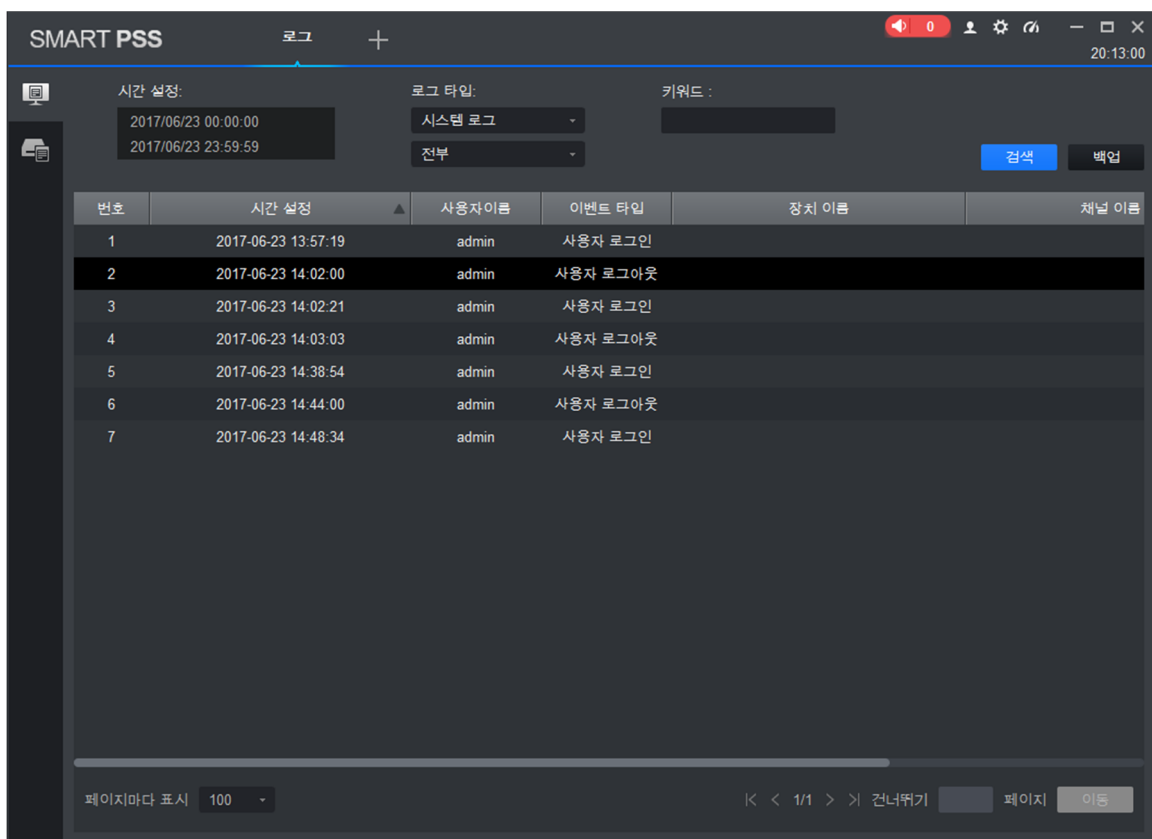 SMART PSS 로그 0
20:13:00
시간 설정: 로그 타입: 키워드 :
2017/06/23 00:00:00 시스템 로그
2017/06/23 23:59:59 전부 검색 백업
번호 시간 설정 사용자이름 이벤트 타입 장치 이름 채널 이름
1 2017-06-23 13:57:19 admin 사용자 로그인
2 2017-06-23 14:02:00 admin 사용자 로그아웃
3 2017-06-23 14:02:21 admin 사용자 로그인
4 2017-06-23 14:03:03 admin 사용자 로그아웃
5 2017-06-23 14:38:54 admin 사용자 로그인
6 2017-06-23 14:44:00 admin 사용자 로그아웃
7 2017-06-23 14:48:34 admin 사용자 로그인
페이지마다 표시 100 1/1 건너뛰기 페이지 이동